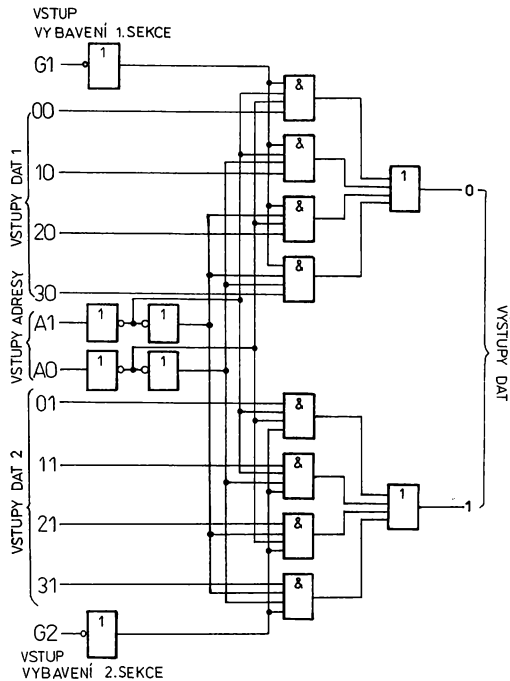 VSTUP
VYBAVENÍ 1.SEKCE
G1
1
&
00
VSTUPY DAT 1
&
10
1
0
&
20
&
30
VSTUPY ADRESY
A1
1
1
A0
1
1
VÝSTUPY DAT
01
&
VSTUPY DAT 2
11
&
1
1
21
&
31
&
G2
1
VSTUP
VYBAVENÍ 2.SEKCE